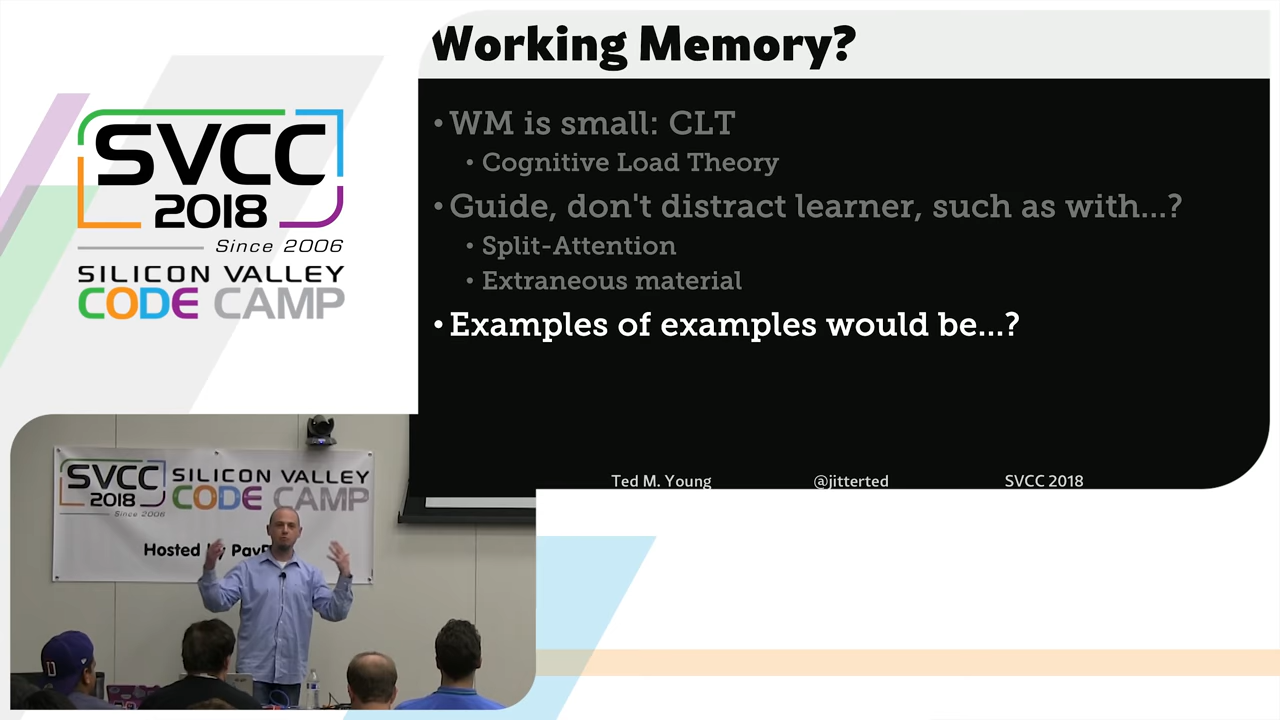 Working Memory?
• WM is small: CLT
• Cognitive Load Theory
• Guide, don't distract learner, such as with...?
• Split-Attention
• Extraneous material
• Examples of examples would be...?
Ted M. Young @jitterted SVCC 2018
SVCC
2018
Since 2006
SILICON VALLEY
CODE CAMP
SVCC
2018
Since 2006
SILICON VALLEY
CODE CAMP
Hosted